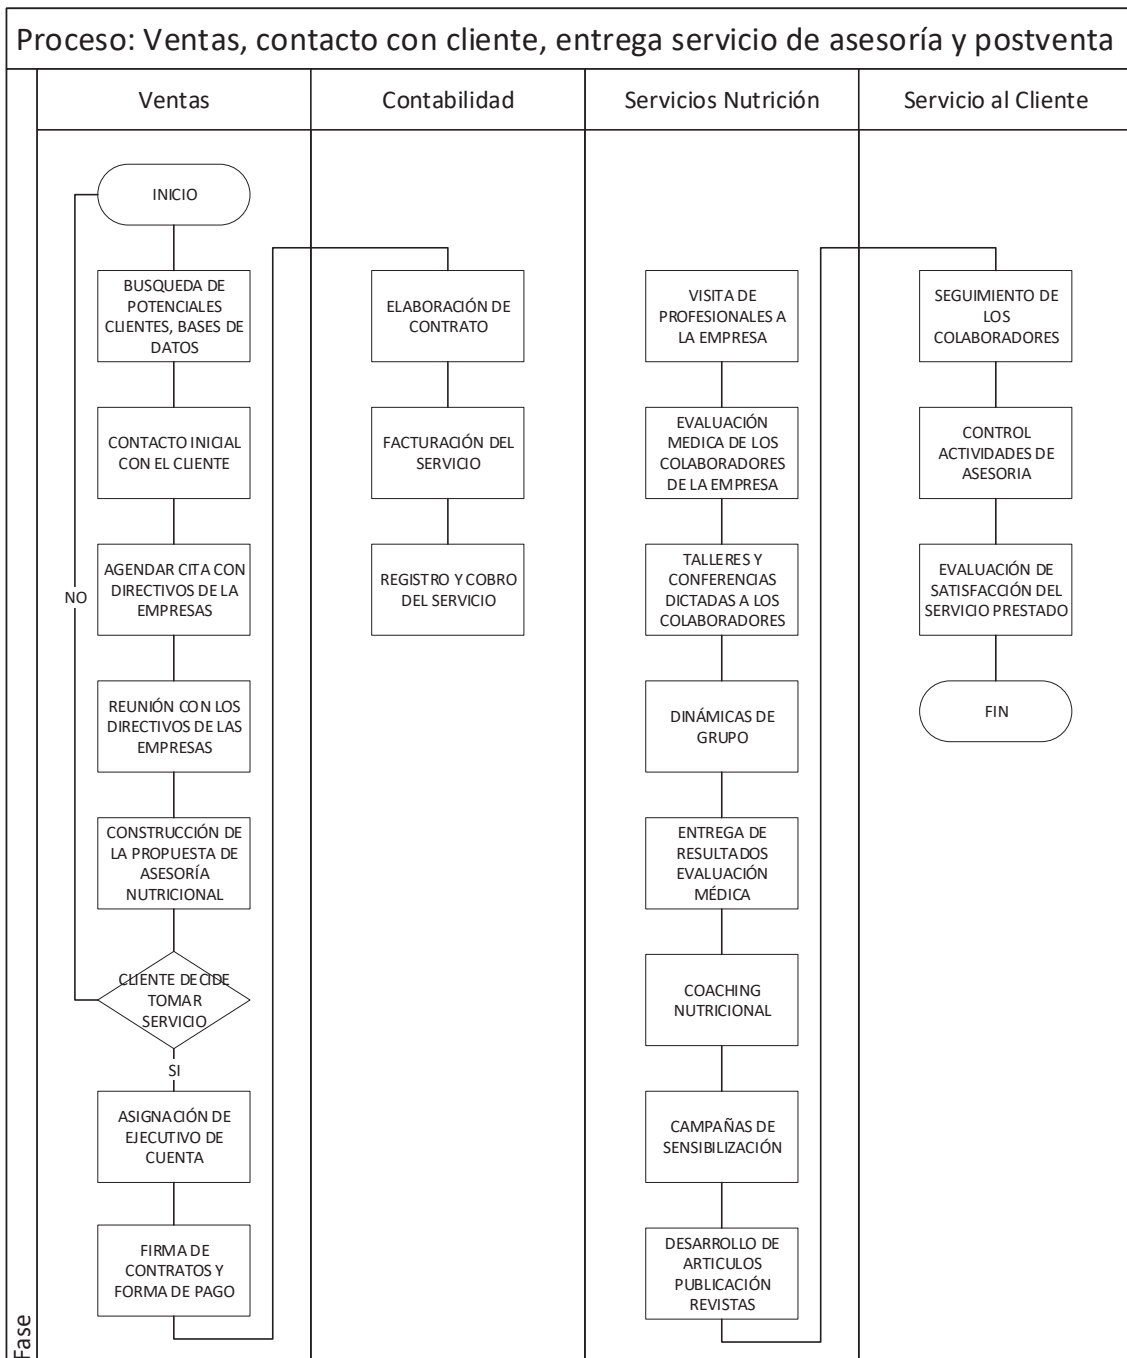 Proceso: Ventas, contacto con cliente, entrega servicio de asesoría y postventa
Ventas
Contabilidad
Servicios Nutrición
Servicio al Cliente
Fase
INICIO
BUSQUEDA DE
POTENCIALES
CLIENTES, BASES DE
DATOS
CONTACTO INICIAL
CON EL CLIENTE
AGENDAR CITA CON
DIRECTIVOS DE LA
EMPRESAS
NO
REUNIÓN CON LOS
DIRECTIVOS DE LAS
EMPRESAS
CONSTRUCCIÓN DE
LA PROPUESTA DE
ASESORÍA
NUTRICIONAL
CLIENTE DECIDE
TOMAR
SERVICIO
SI
ASIGNACIÓN DE
EJECUTIVO DE
CUENTA
FIRMA DE
CONTRATOS Y
FORMA DE PAGO
ELABORACIÓN DE
CONTRATO
FACTURACIÓN DEL
SERVICIO
REGISTRO Y COBRO
DEL SERVICIO
VISITA DE
PROFESIONALES A
LA EMPRESA
EVALUACIÓN
MEDICA DE LOS
COLABORADORES
DE LA EMPRESA
TALLERES Y
CONFERENCIAS
DICTADAS A LOS
COLABORADORES
DINÁMICAS DE
GRUPO
ENTREGA DE
RESULTADOS
EVALUACIÓN
MÉDICA
COACHING
NUTRICIONAL
CAMPAÑAS DE
SENSIBILIZACIÓN
DESARROLLO DE
ARTICULOS
PUBLICACIÓN
REVISTAS
SEGUIMIENTO DE
LOS
COLABORADORES
CONTROL
ACTIVIDADES DE
ASESORIA
EVALUACIÓN DE
SATISFACCIÓN DEL
SERVICIO PRESTADO
FIN